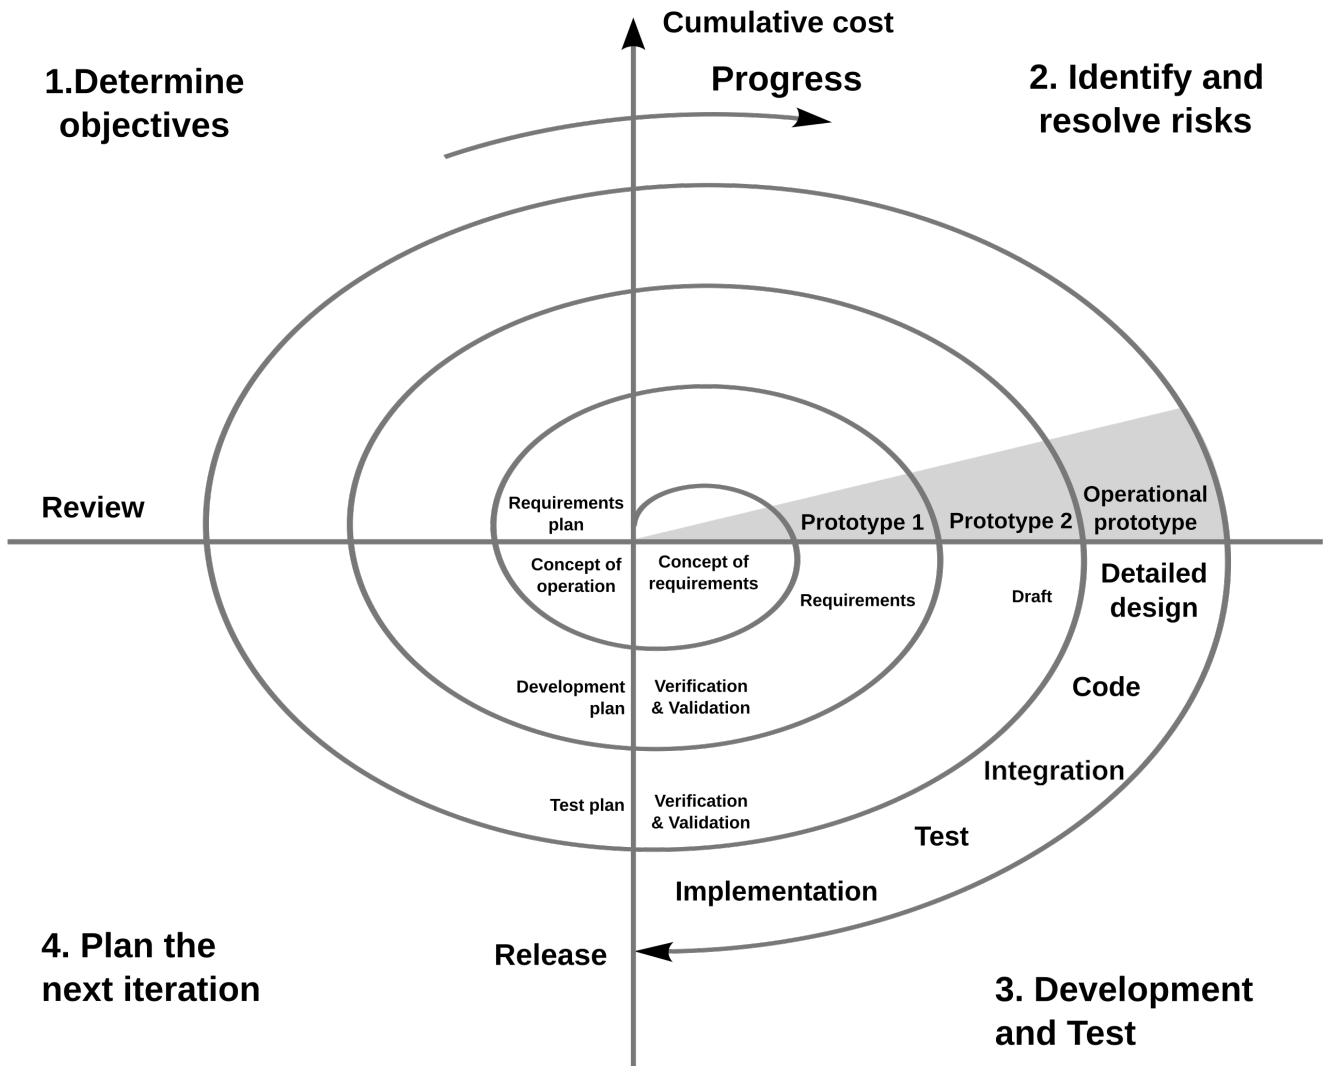 Cumulative cost
Progress
1.Determine
objectives
2. Identify and
resolve risks
Review
Requirements
plan
Prototype 1
Prototype 2
Operational
prototype
Concept of
operation
Concept of
requirements
Requirements
Draft
Detailed
design
Development
plan
Verification
& Validation
Code
Integration
Test plan
Verification
& Validation
Test
Implementation
Release
4. Plan the
next iteration
3. Development
and Test